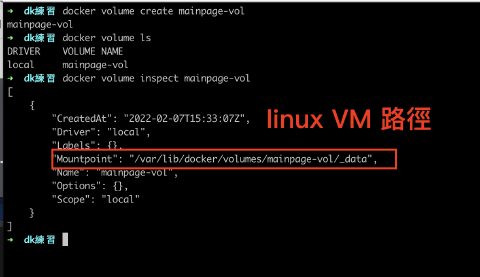 ➜ dk練習 docker volume create mainpage-vol
mainpage-vol
➜ dk練習 docker volume ls
DRIVER VOLUME NAME
local mainpage-vol
➜ dk練習 docker volume inspect mainpage-vol
[
{
"CreatedAt": "2022-02-07T15:33:07Z",
"Driver": "local",
linux VM 路徑
"Labels": {},
"Mountpoint": "/var/lib/docker/volumes/mainpage-vol/_data",
"Name": "mainpage-vol",
"Options": {},
"Scope": "local"
}
]
➜ dk練習